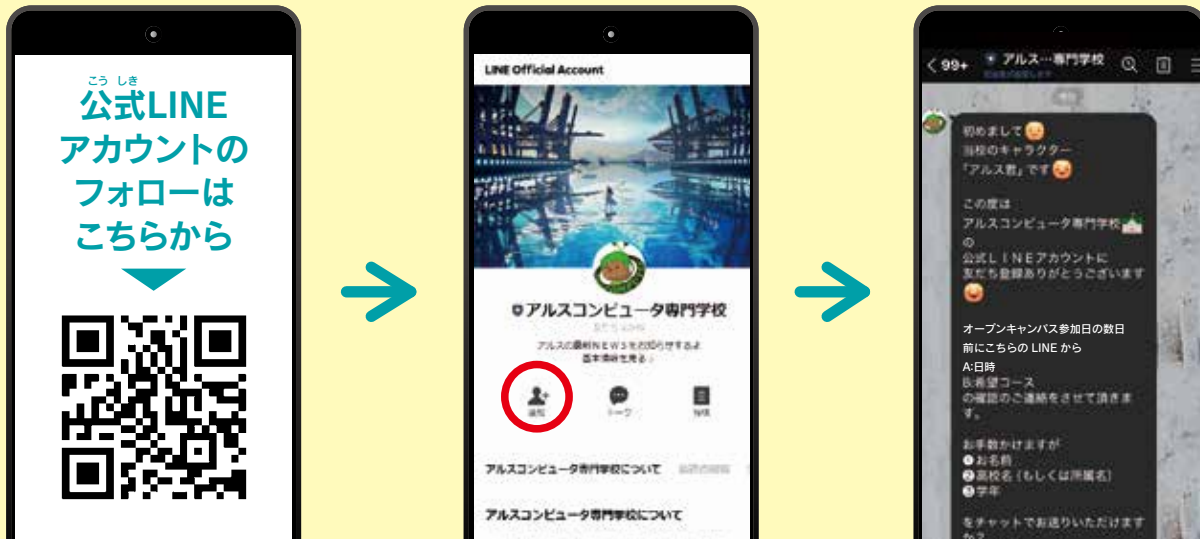 こう しき
公式LINE
アカウントの
フォローは
こちらから
LINE Official Account
アルスコンピュータ専門学校
アルスの最新NEWSをお知らせするよ
基本情報を見る
追加
トーク
投稿
アルスコンピュータ専門学校について
アルスコンピュータ専門学校について
99+
アルス…専門学校
初めまして
当校のキャラクター
「アルス君」です
この度は
アルスコンピュータ専門学校
の
公式LINEアカウントに
友だち登録ありがとうございます
オープンキャンパス参加日の数日
前にこちらの LINE から
A:日時
B:希望コース
の確認のご連絡をさせて頂きま
す。
お手数かけますが
❶お名前
❷高校名（もしくは所属名）
❸学年
をチャットでお送りいただけます
か？